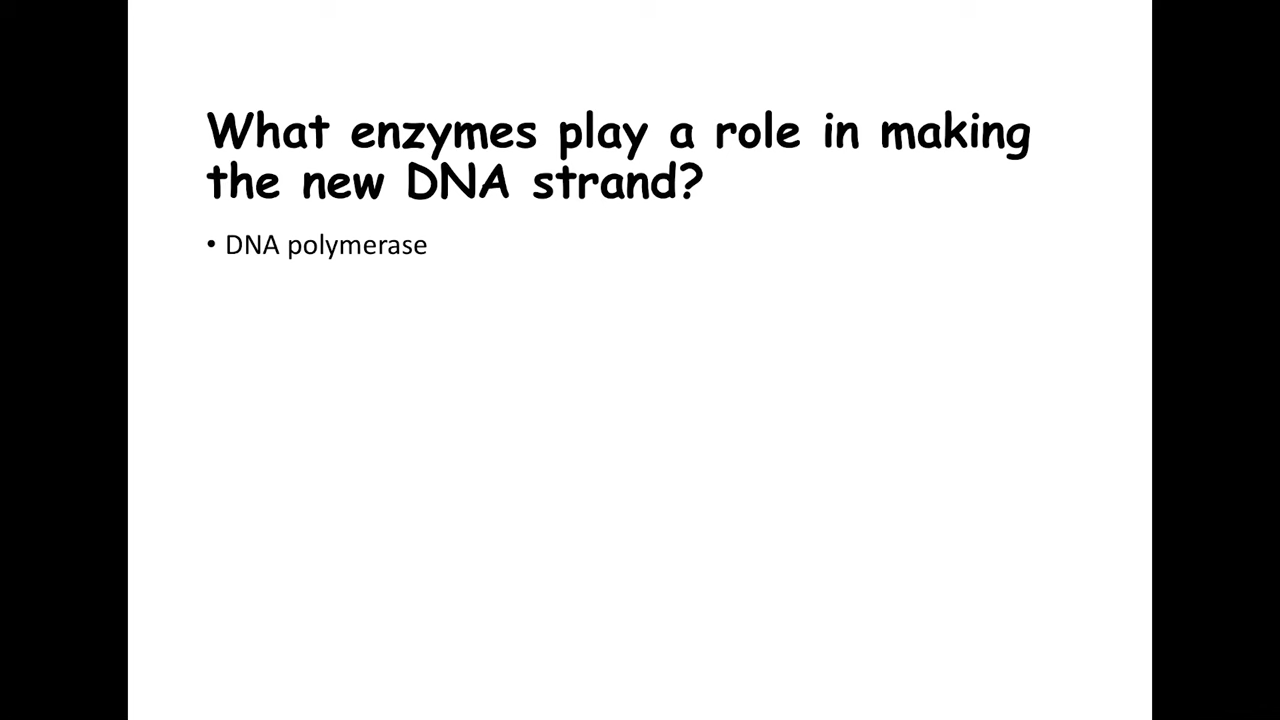 What enzymes play a role in making
the new DNA strand?
• DNA polymerase